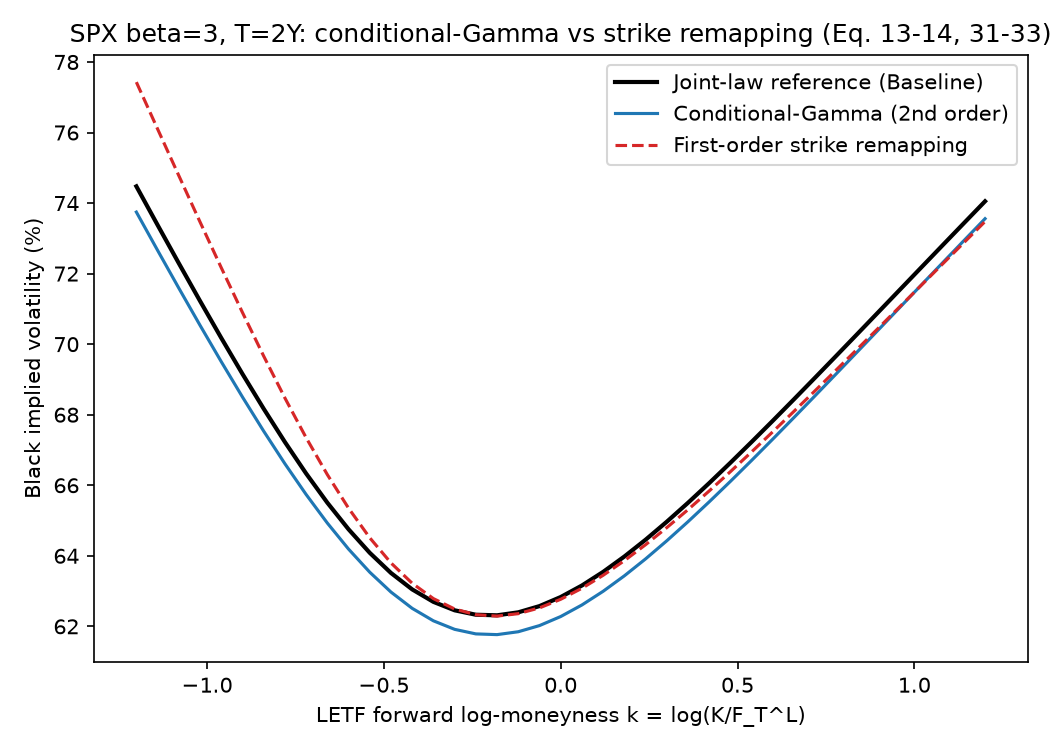 SPX beta=3, T=2Y: conditional-Gamma vs strike remapping (Eq. 13-14, 31-33)
Joint-law reference (Baseline)
Conditional-Gamma (2nd order)
First-order strike remapping
Black implied volatility (%)
78
76
74
72
70
68
66
64
62
−1.0 −0.5 0.0 0.5 1.0
LETF forward log-moneyness k = log(K/F_T^L)